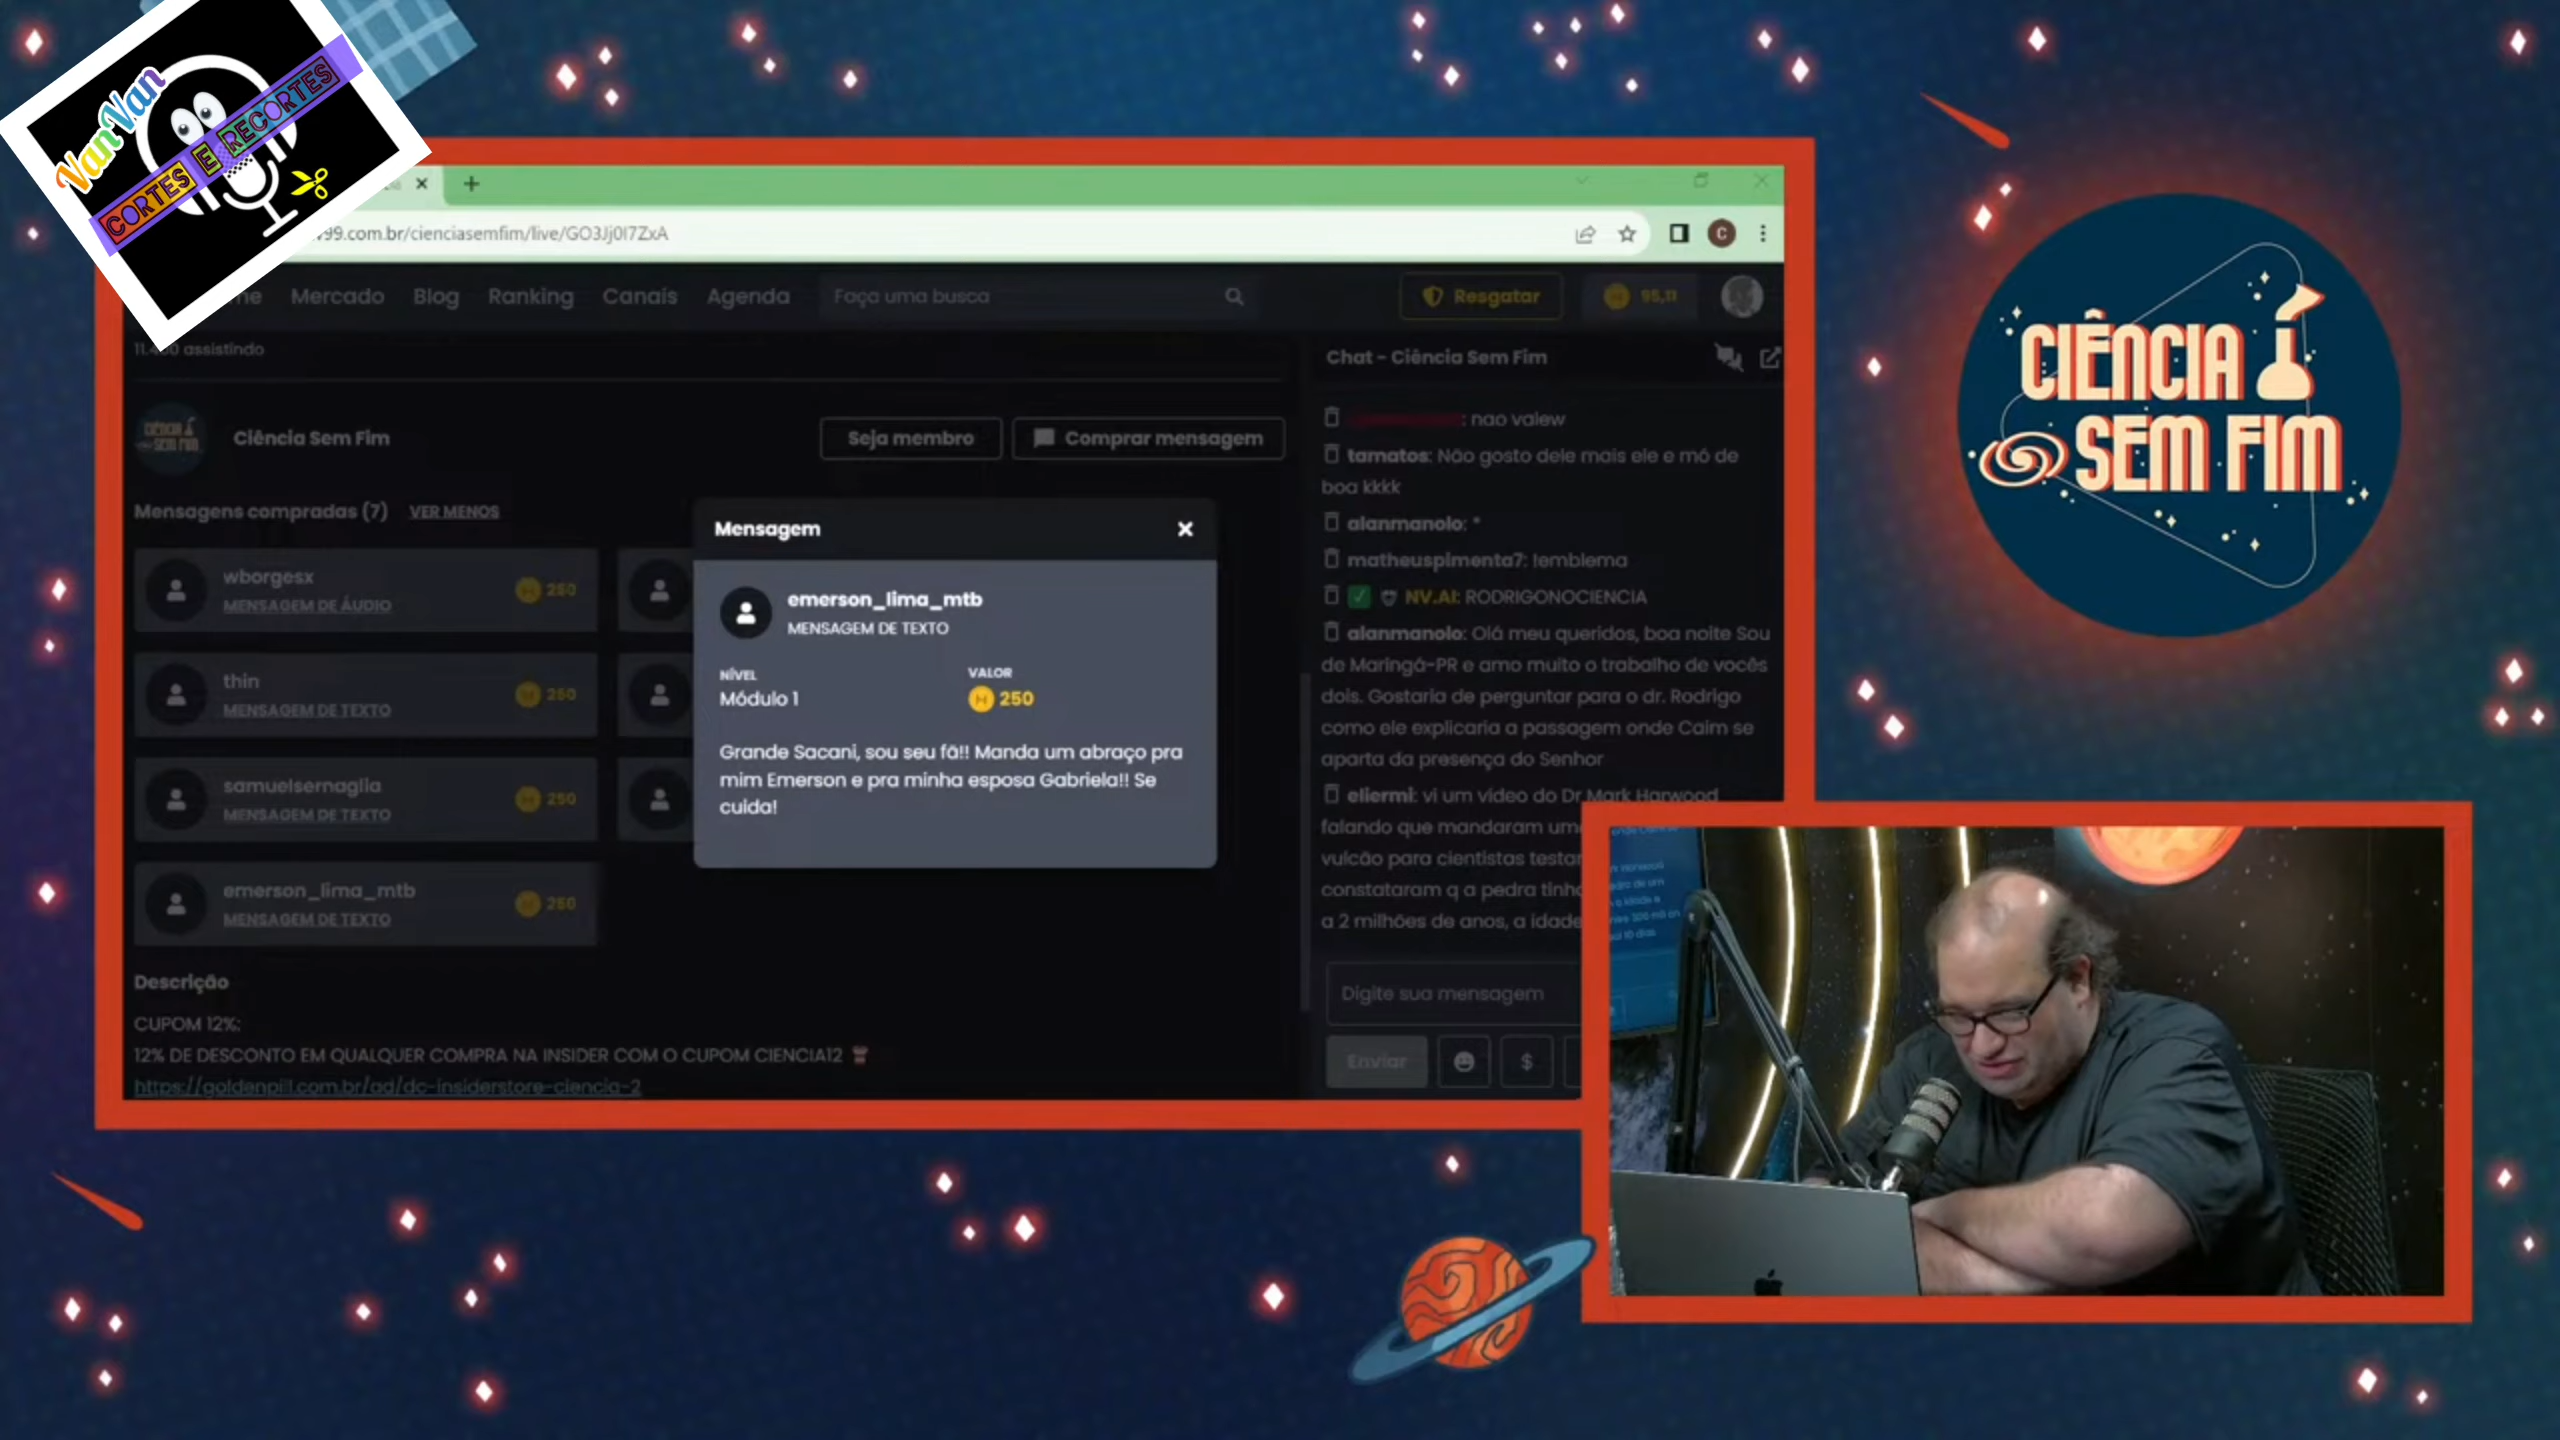 VanVan
CORTES E RECORTES
v99.com.br/cienciasemfim/live/GO3Jj0I7ZxA
Mercado
Blog
Ranking
Canais
Agenda
Faça uma busca
Resgatar
95,11
assistindo
Ciência Sem Fim
Seja membro
Comprar mensagem
Mensagens compradas (7)
VER MENOS
wborgesx
250
MENSAGEM DE ÁUDIO
thin
250
MENSAGEM DE TEXTO
samuelsernaglia
250
MENSAGEM DE TEXTO
emerson_lima_mtb
250
MENSAGEM DE TEXTO
Descrição
CUPOM 12%:
12% DE DESCONTO EM QUALQUER COMPRA NA INSIDER COM O CUPOM CIENCIA12
https://goldenpill.com.br/ad/dc-insiderstore-ciencia-2
Mensagem
emerson_lima_mtb
MENSAGEM DE TEXTO
NÍVEL
VALOR
Módulo 1
250
Grande Sacani, sou seu fã!! Manda um abraço pra
mim Emerson e pra minha esposa Gabriela!! Se
cuida!
Chat - Ciência Sem Fim
: nao valew
tamatos: Não gosto dele mais ele e mó de
boa kkkk
alanmanolo: *
matheuspimenta7: !emblema
NV.AI: RODRIGONOCIENCIA
alanmanolo: Olá meu queridos, boa noite Sou
de Maringá-PR e amo muito o trabalho de vocês
dois. Gostaria de perguntar para o dr. Rodrigo
como ele explicaria a passagem onde Caim se
aparta da presença do Senhor
eliermi: vi um video do Dr Mark Harwood
falando que mandaram
vulcão para cientistas
constataram q a pedra
a 2 milhões de anos, a idade
Digite sua mensagem
Enviar
CIÊNCIA
SEM FIM